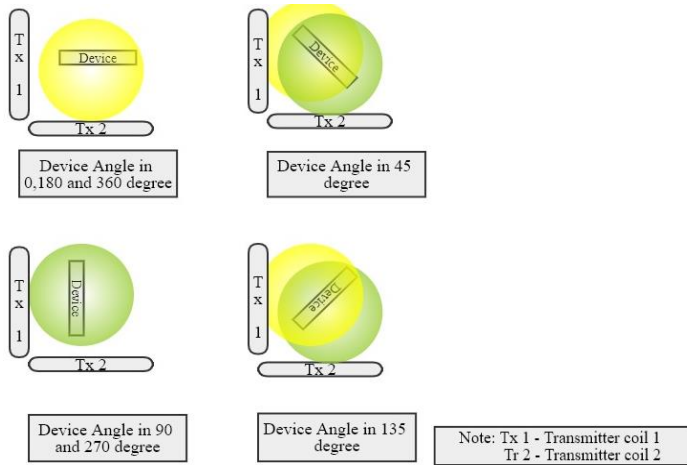 T
x
1
Device
Tx 2
Device Angle in
0,180 and 360 degree
T
x
1
Device
Tx 2
Device Angle in 45
degree
T
x
1
Device
Tx 2
Device Angle in 90
and 270 degree
T
x
1
Device
Tx 2
Device Angle in 135
degree
Note: Tx 1 - Transmitter coil 1
Tr 2 - Transmitter coil 2